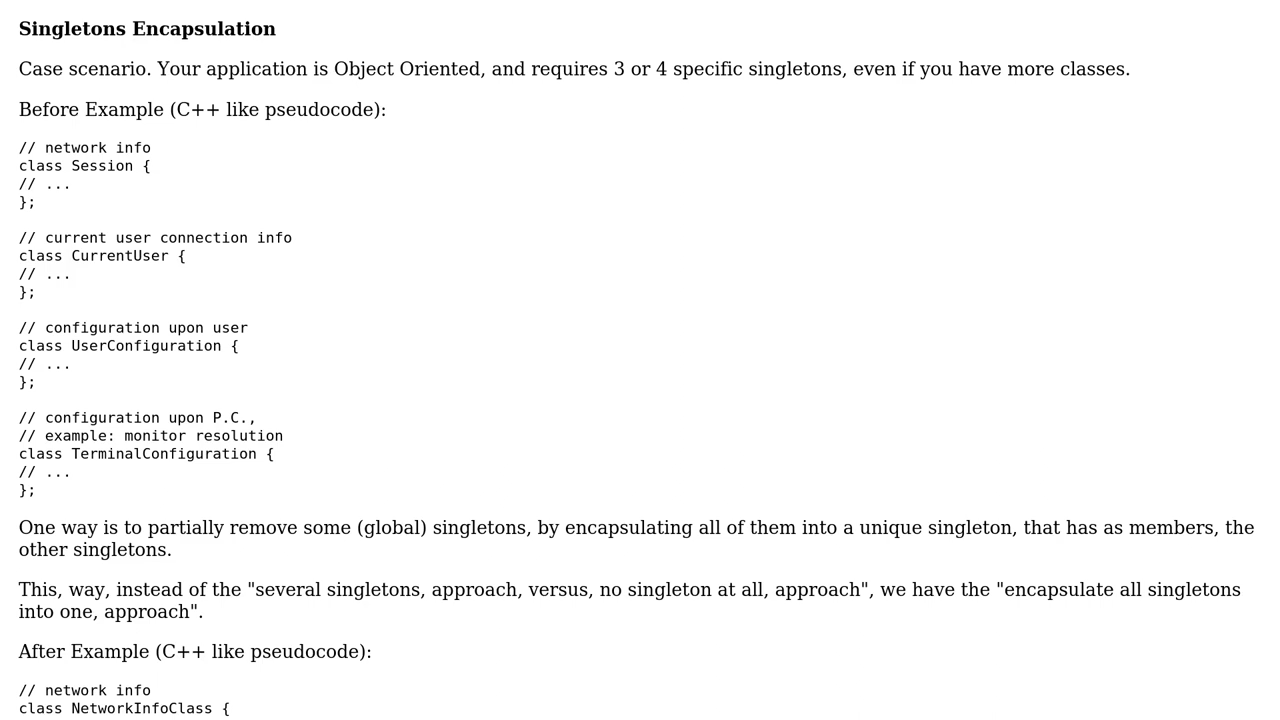 Singletons Encapsulation
Case scenario. Your application is Object Oriented, and requires 3 or 4 specific singletons, even if you have more classes.
Before Example (C++ like pseudocode):
// network info
class Session {
// ...
};
// current user connection info
class CurrentUser {
// ...
};
// configuration upon user
class UserConfiguration {
// ...
};
// configuration upon P.C.,
// example: monitor resolution
class TerminalConfiguration {
// ...
};
One way is to partially remove some (global) singletons, by encapsulating all of them into a unique singleton, that has as members, the
other singletons.
This, way, instead of the "several singletons, approach, versus, no singleton at all, approach", we have the "encapsulate all singletons
into one, approach".
After Example (C++ like pseudocode):
// network info
class NetworkInfoClass {